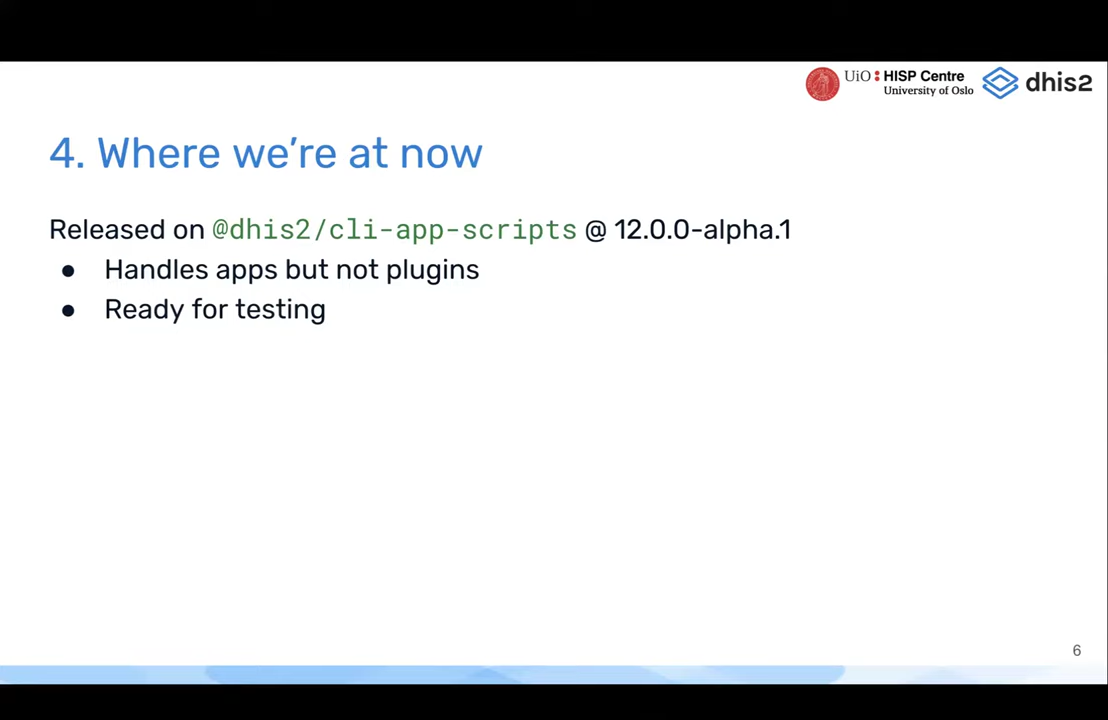 UiO: HISP Centre
University of Oslo
dhis2
4. Where we're at now
Released on @dhis2/cli-app-scripts @ 12.0.0-alpha.1
● Handles apps but not plugins
● Ready for testing
6